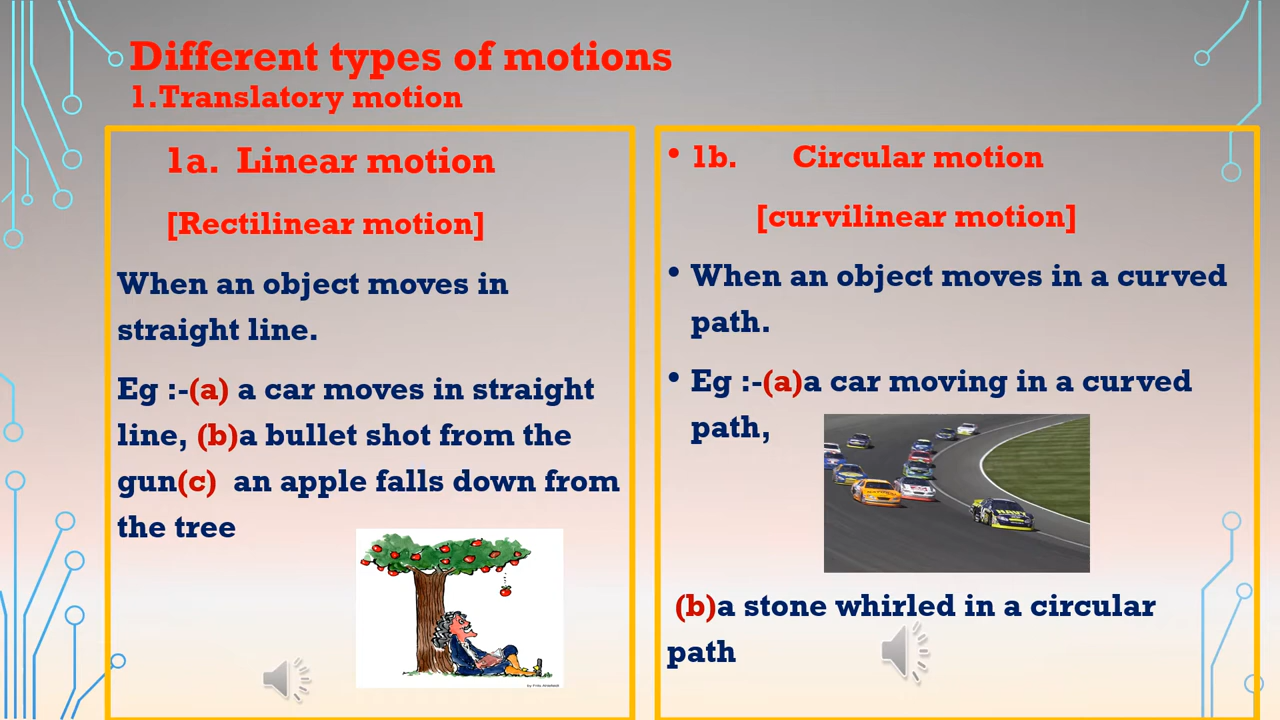 Different types of motions
1.Translatory motion
1a. Linear motion
[Rectilinear motion]
When an object moves in
straight line.
Eg :-(a) a car moves in straight
line, (b)a bullet shot from the
gun(c) an apple falls down from
the tree
• 1b. Circular motion
[curvilinear motion]
• When an object moves in a curved
path.
• Eg :-(a)a car moving in a curved
path,
(b)a stone whirled in a circular
path